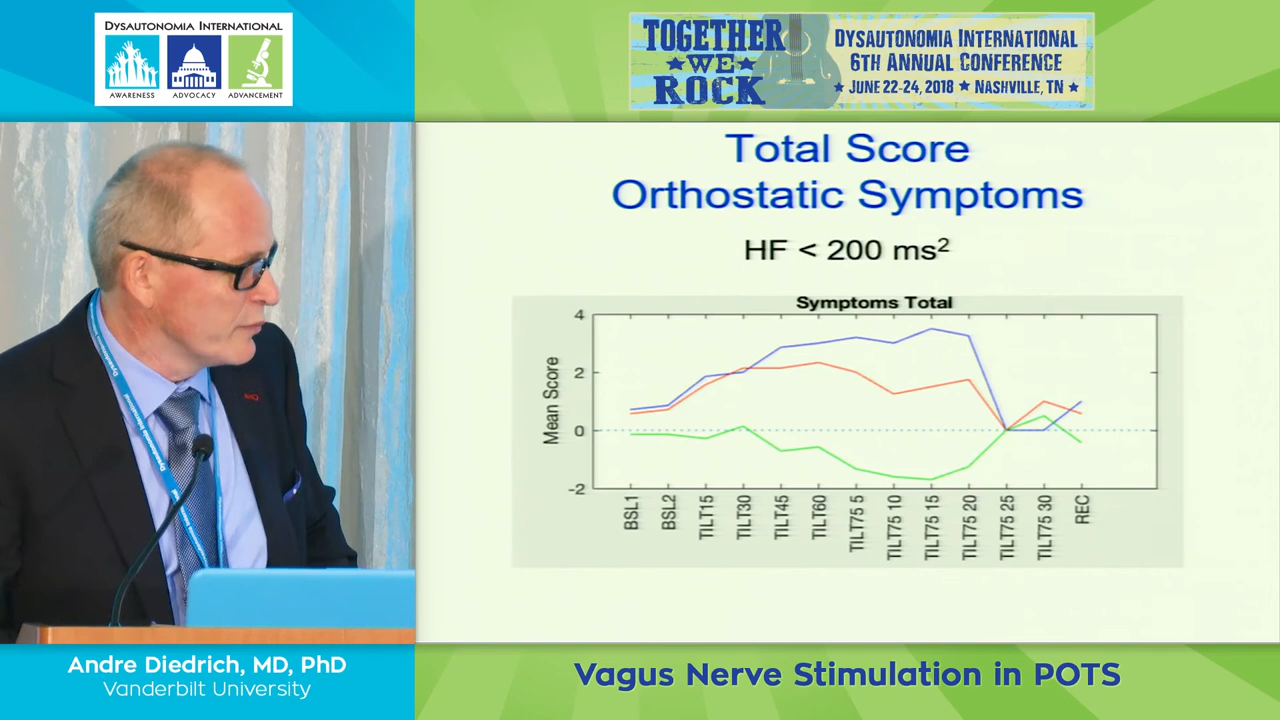 DYSAUTONOMIA INTERNATIONAL
AWARENESS
ADVOCACY
ADVANCEMENT
TOGETHER
WE
ROCK
DYSAUTONOMIA INTERNATIONAL
6TH ANNUAL CONFERENCE
JUNE 22-24, 2018 ★ NASHVILLE, TN
Total Score
Orthostatic Symptoms
HF < 200 ms²
Symptoms Total
Mean Score
4
2
0
-2
BSL1
BSL2
TILT15
TILT30
TILT45
TILT60
TILT75 5
TILT75 10
TILT75 15
TILT75 20
TILT75 25
TILT75 30
REC
Dysautonomia International
Andre Diedrich, MD, PhD
Vanderbilt University
Vagus Nerve Stimulation in POTS